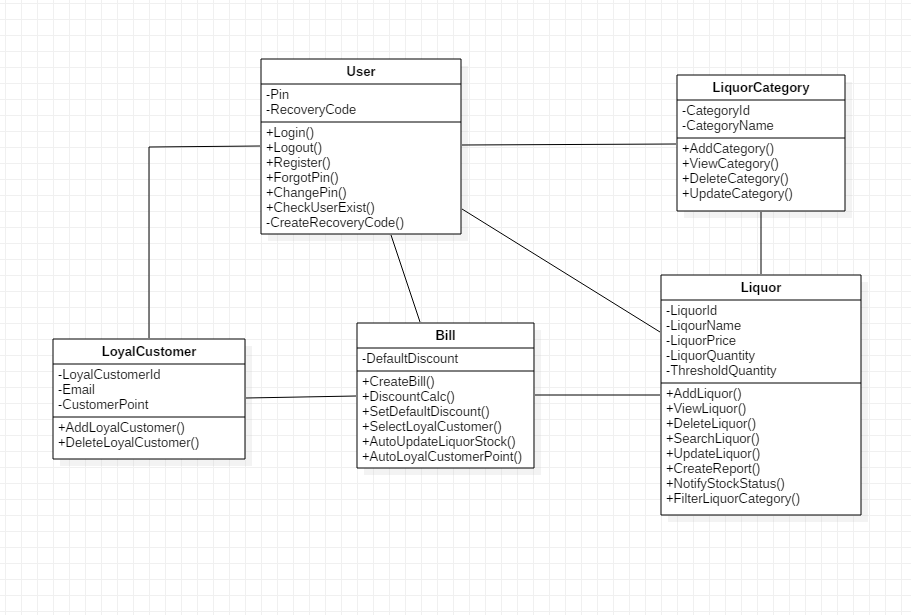 User
-Pin
-RecoveryCode
+Login()
+Logout()
+Register()
+ForgotPin()
+ChangePin()
+CheckUserExist()
-CreateRecoveryCode()
LiquorCategory
-CategoryId
-CategoryName
+AddCategory()
+ViewCategory()
+DeleteCategory()
+UpdateCategory()
LoyalCustomer
-LoyalCustomerId
-Email
-CustomerPoint
+AddLoyalCustomer()
+DeleteLoyalCustomer()
Bill
-DefaultDiscount
+CreateBill()
+DiscountCalc()
+SetDefaultDiscount()
+SelectLoyalCustomer()
+AutoUpdateLiquorStock()
+AutoLoyalCustomerPoint()
Liquor
-LiquorId
-LiqourName
-LiquorPrice
-LiquorQuantity
-ThresholdQuantity
+AddLiquor()
+ViewLiquor()
+DeleteLiquor()
+SearchLiquor()
+UpdateLiquor()
+CreateReport()
+NotifyStockStatus()
+FilterLiquorCategory()